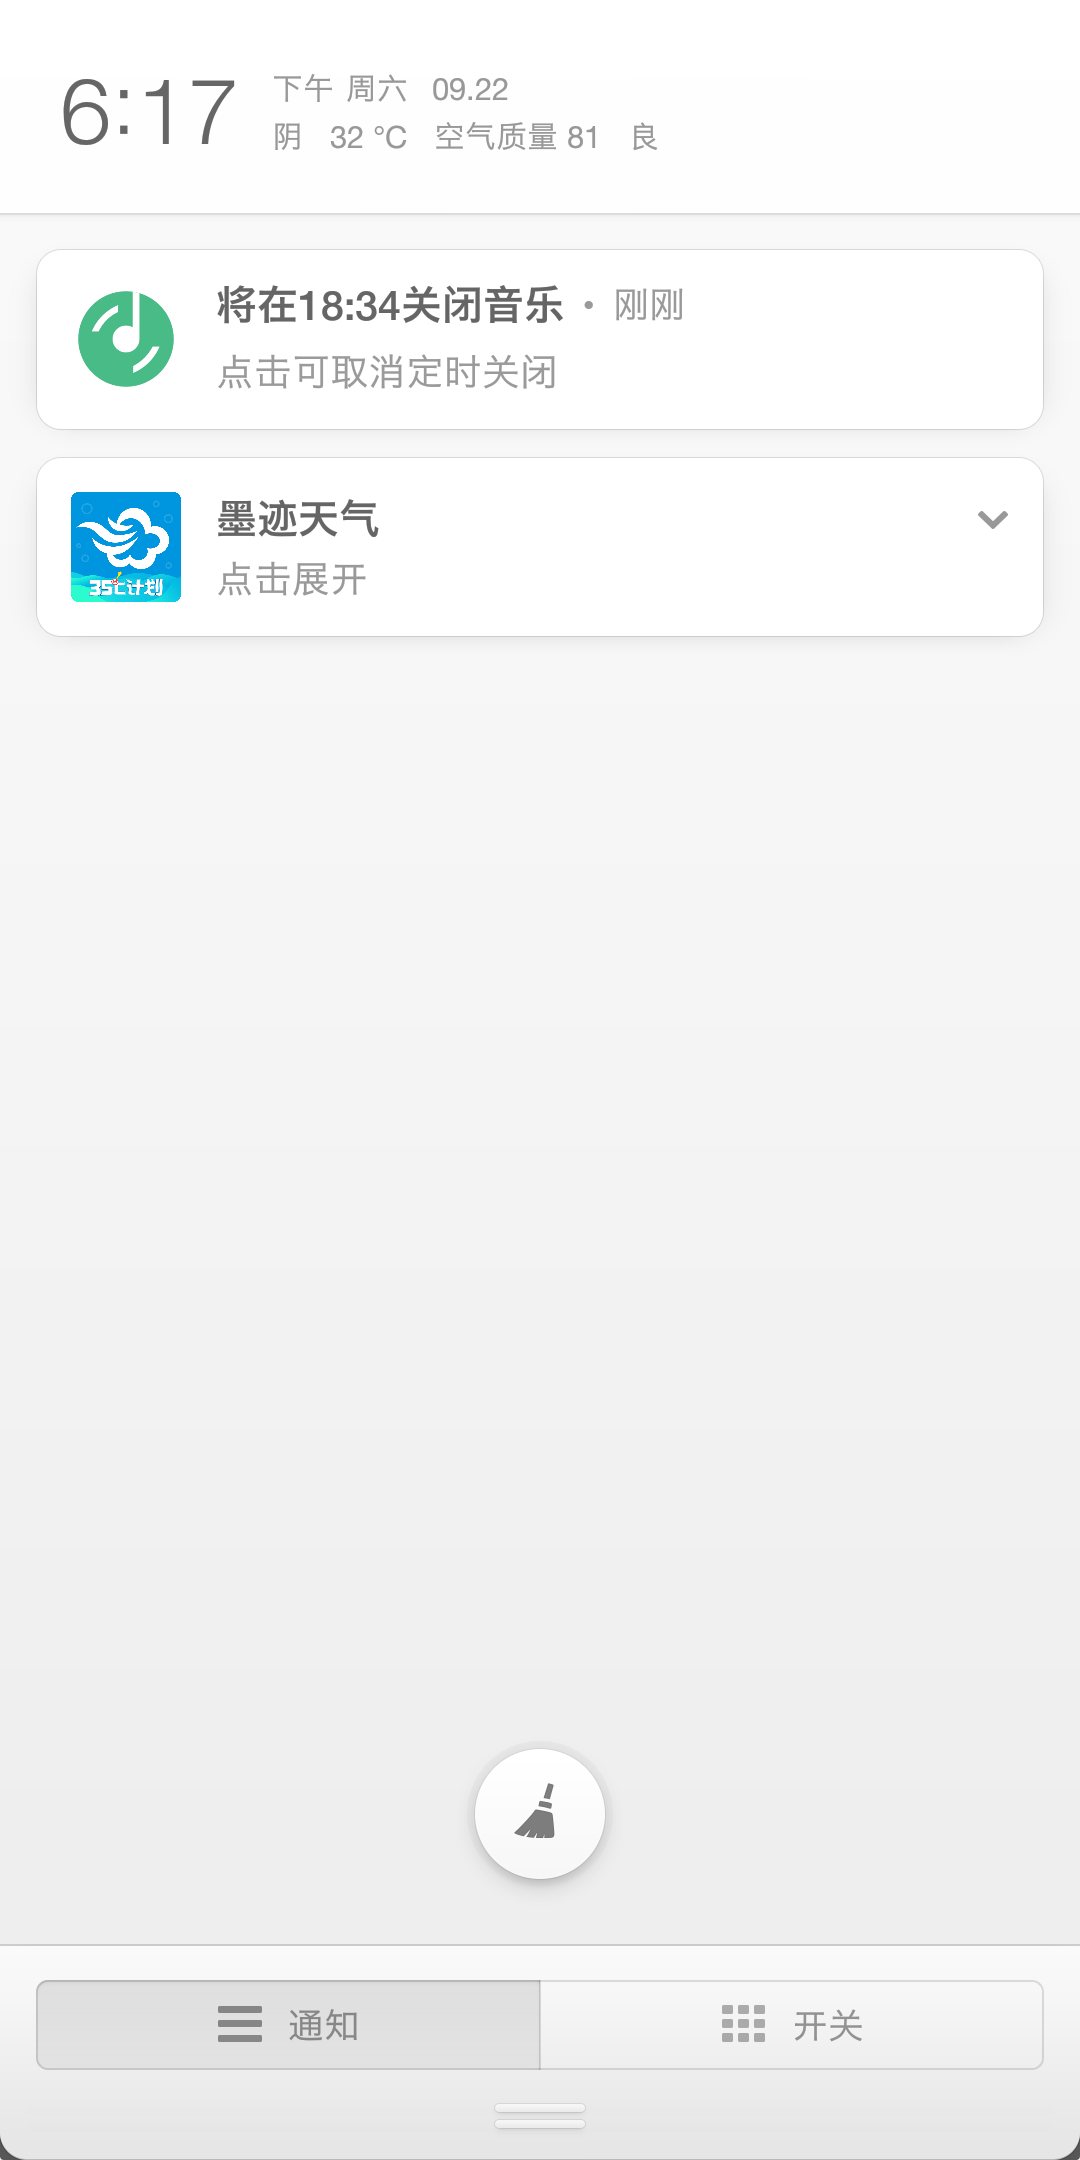 6:17
下午 周六 09.22
阴 32 °C 空气质量 81 良
将在18:34关闭音乐 • 刚刚
点击可取消定时关闭
墨迹天气
点击展开
35℃计划
通知
开关